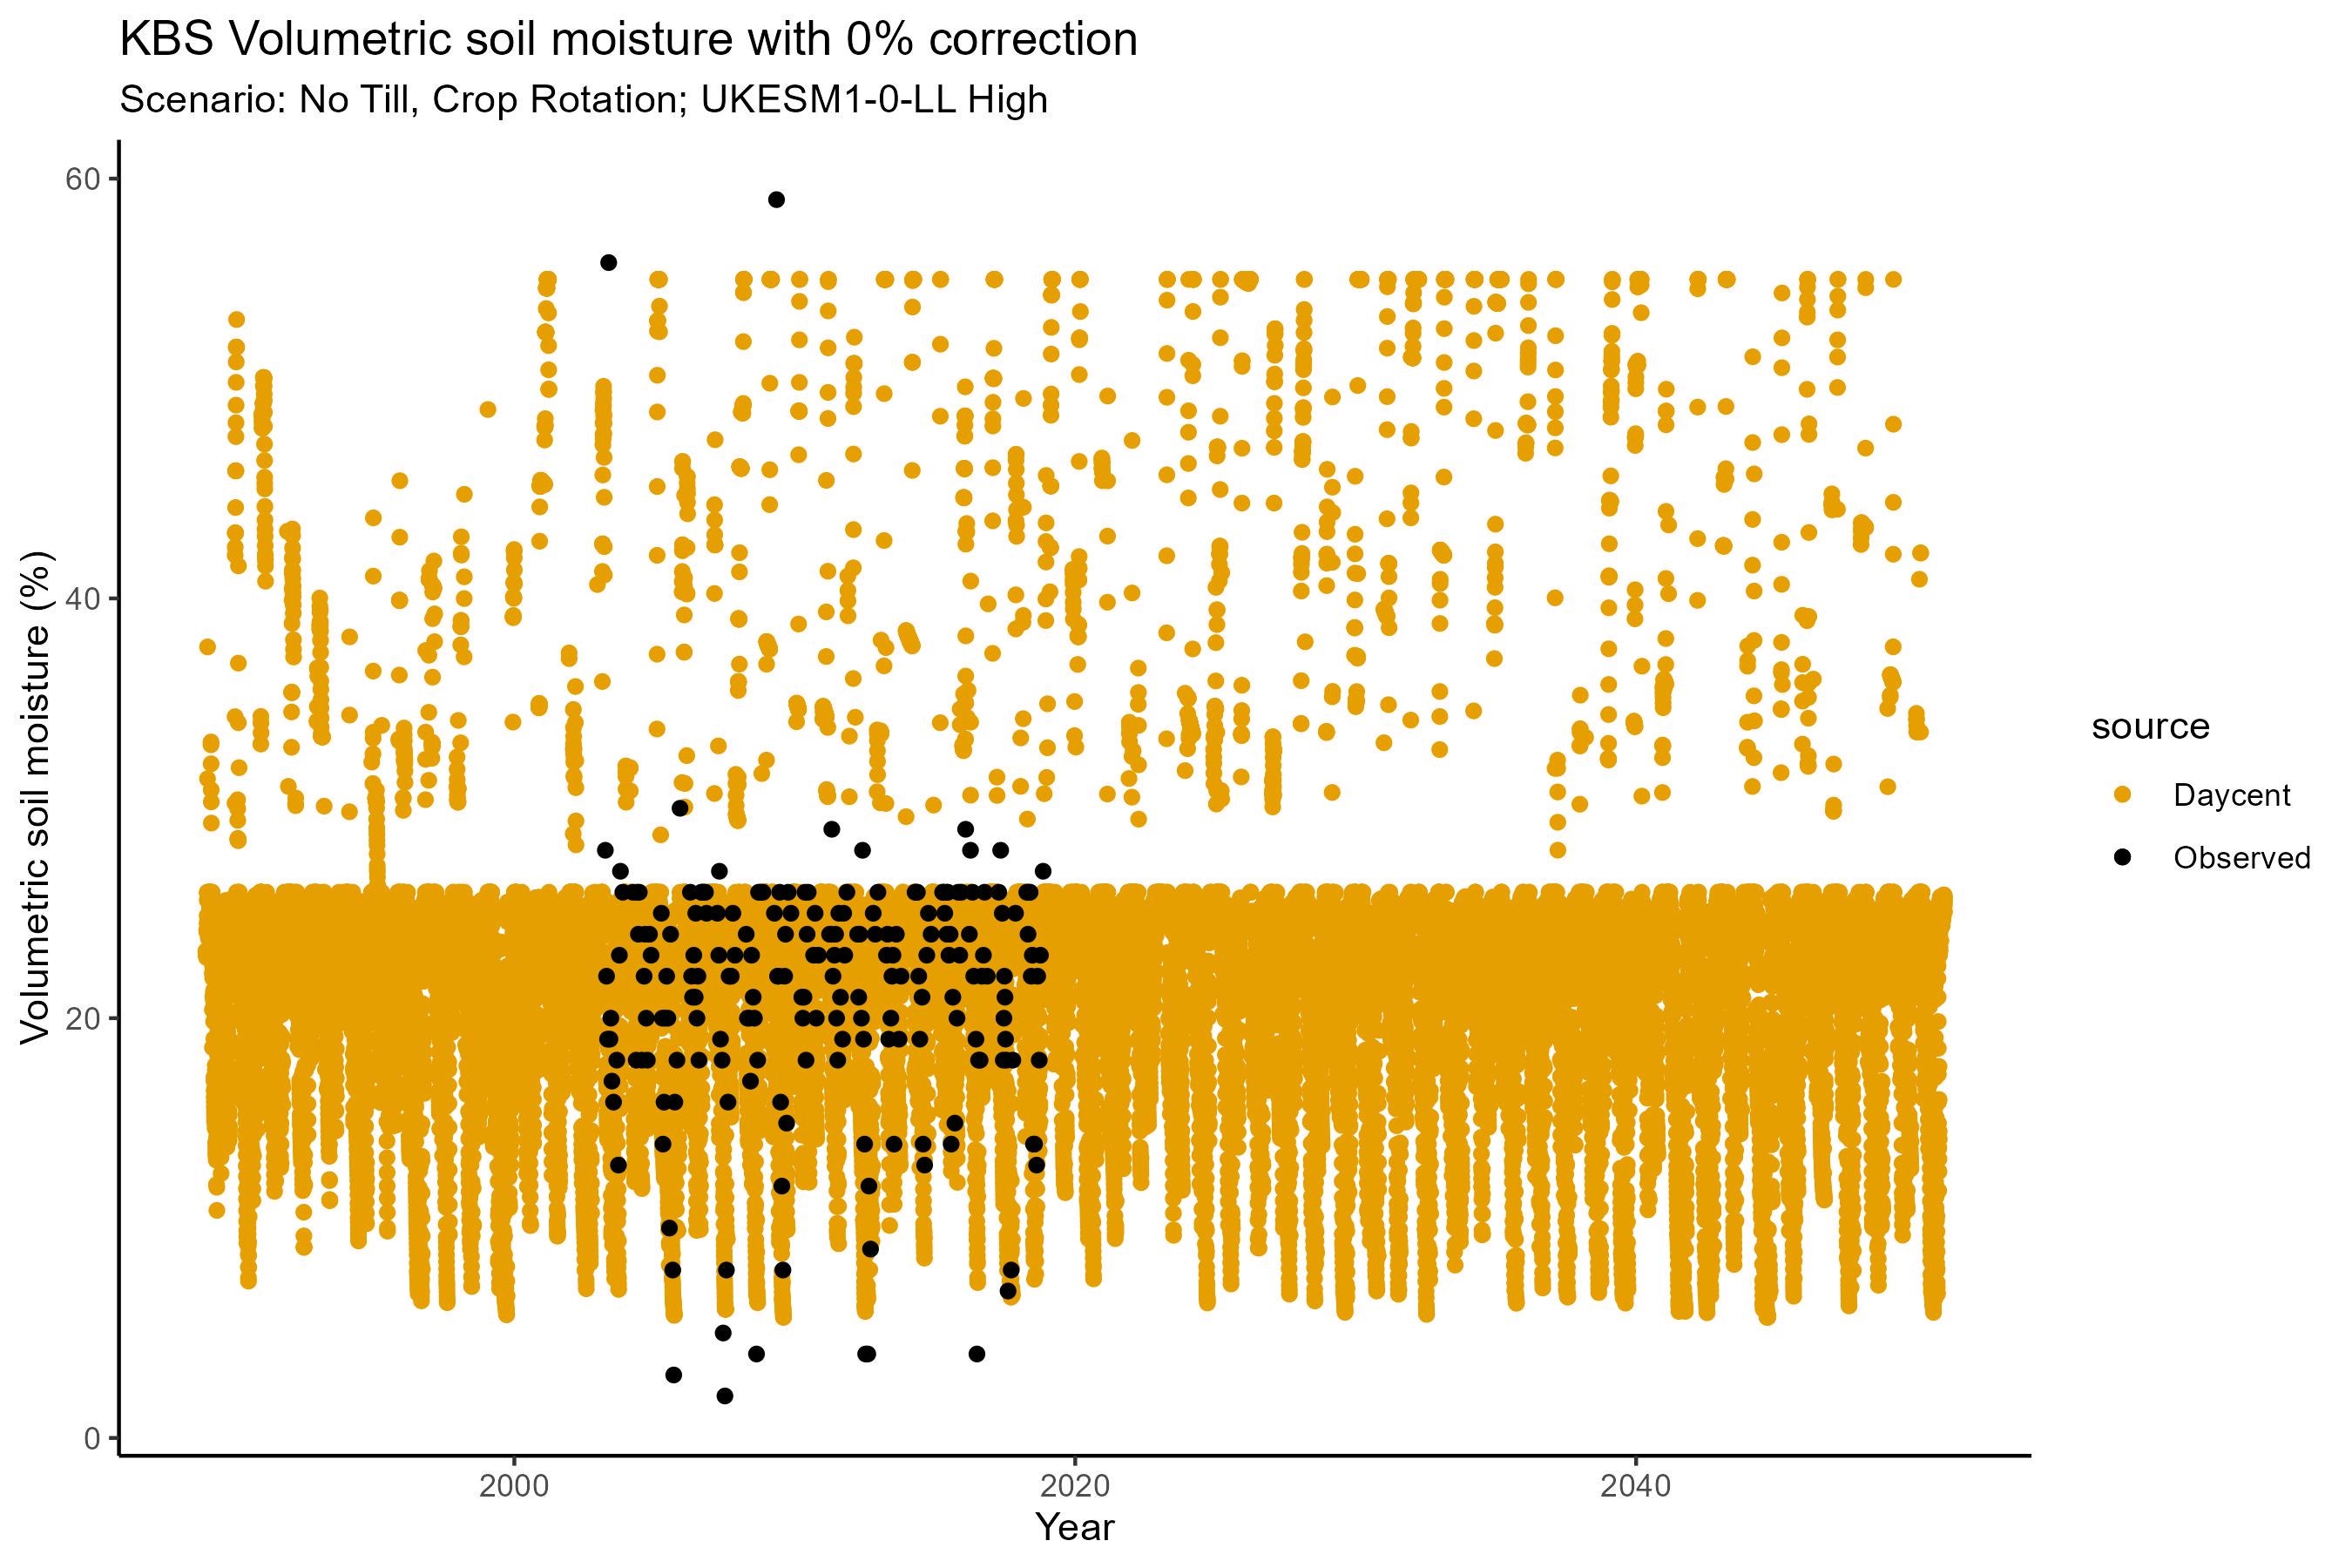 KBS Volumetric soil moisture with 0% correction
Scenario: No Till, Crop Rotation; UKESM1-0-LL High
Volumetric soil moisture (%)
60
40
20
0
2000
2020
2040
Year
source
Daycent
Observed